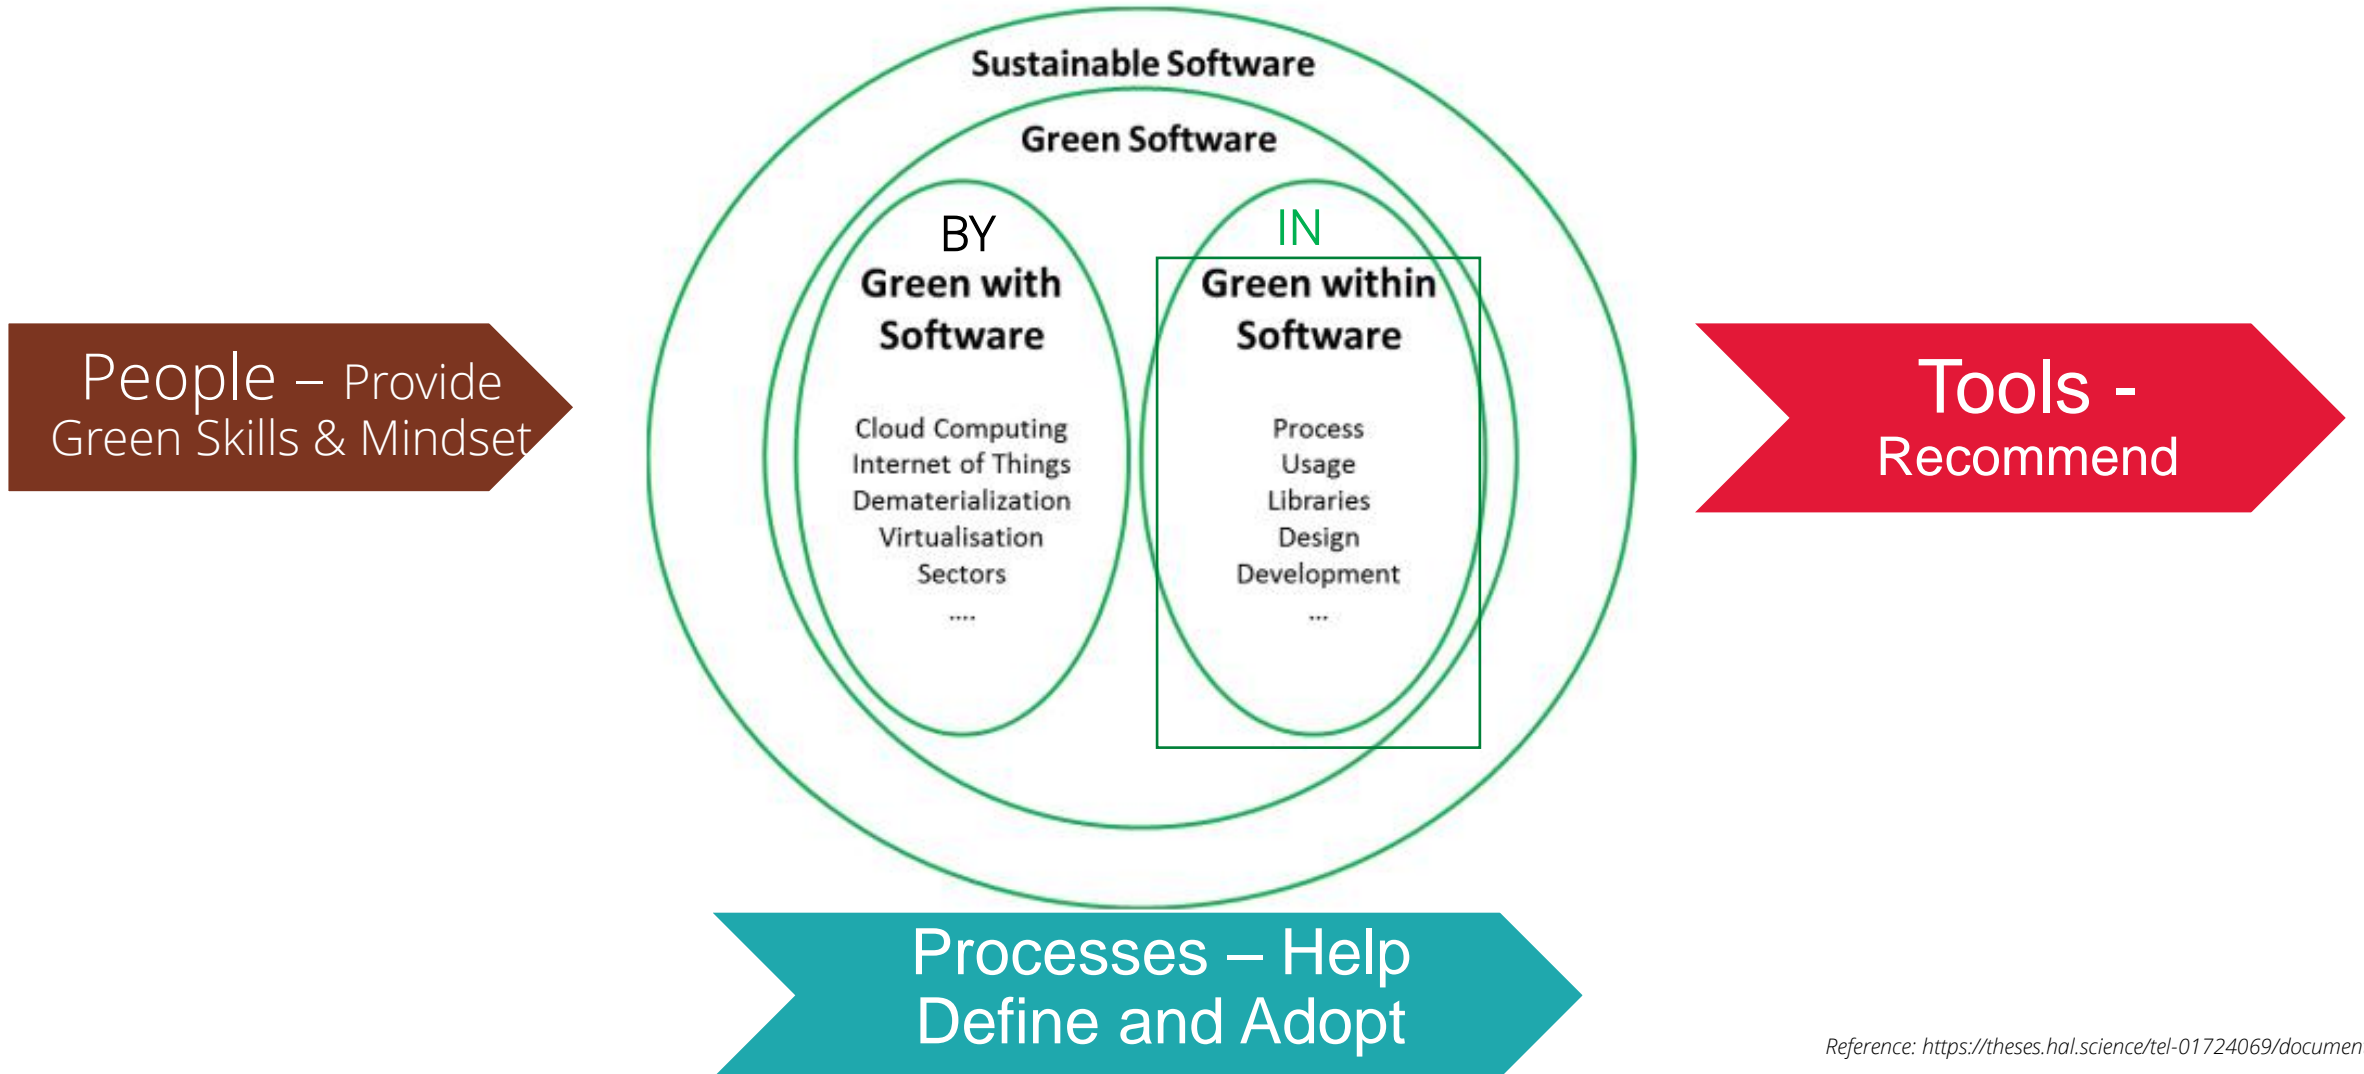 Sustainable Software
Green Software
BY
Green with
Software
Cloud Computing
Internet of Things
Dematerialization
Virtualisation
Sectors
....
IN
Green within
Software
Process
Usage
Libraries
Design
Development
...
People – Provide
Green Skills & Mindset
Tools -
Recommend
Processes – Help
Define and Adopt
Reference: https://theses.hal.science/tel-01724069/documen